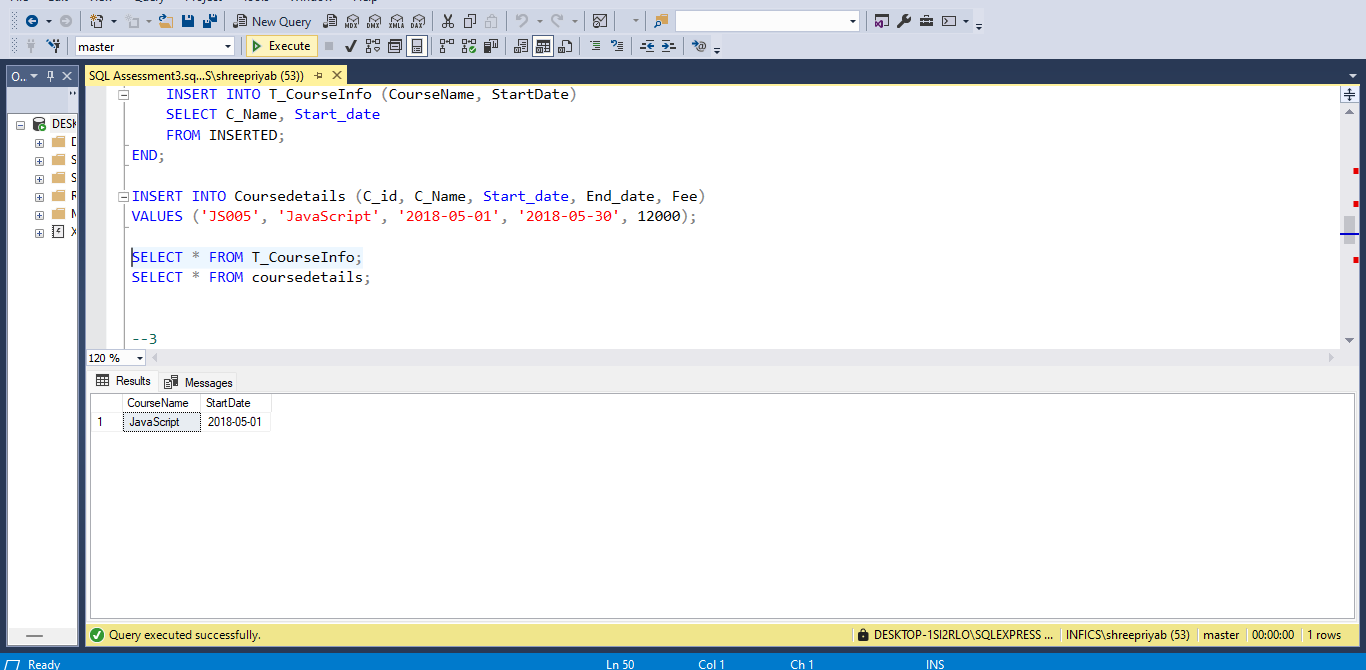 New Query
MDX DMX XMLA DAX
master
Execute
O..
SQL Assessment3.sq...S\shreepriyab (53))
DESK
INSERT INTO T_CourseInfo (CourseName, StartDate)
SELECT C_Name, Start_date
FROM INSERTED;
END;
INSERT INTO Coursedetails (C_id, C_Name, Start_date, End_date, Fee)
VALUES ('JS005', 'JavaScript', '2018-05-01', '2018-05-30', 12000);
SELECT * FROM T_CourseInfo;
SELECT * FROM coursedetails;
--3
120 %
Results Messages
CourseName StartDate
1 JavaScript 2018-05-01
Query executed successfully. DESKTOP-1SI2RLO\SQLEXPRESS ... INFICS\shreepriyab (53) master 00:00:00 1 rows
Ready Ln 50 Col 1 Ch 1 INS